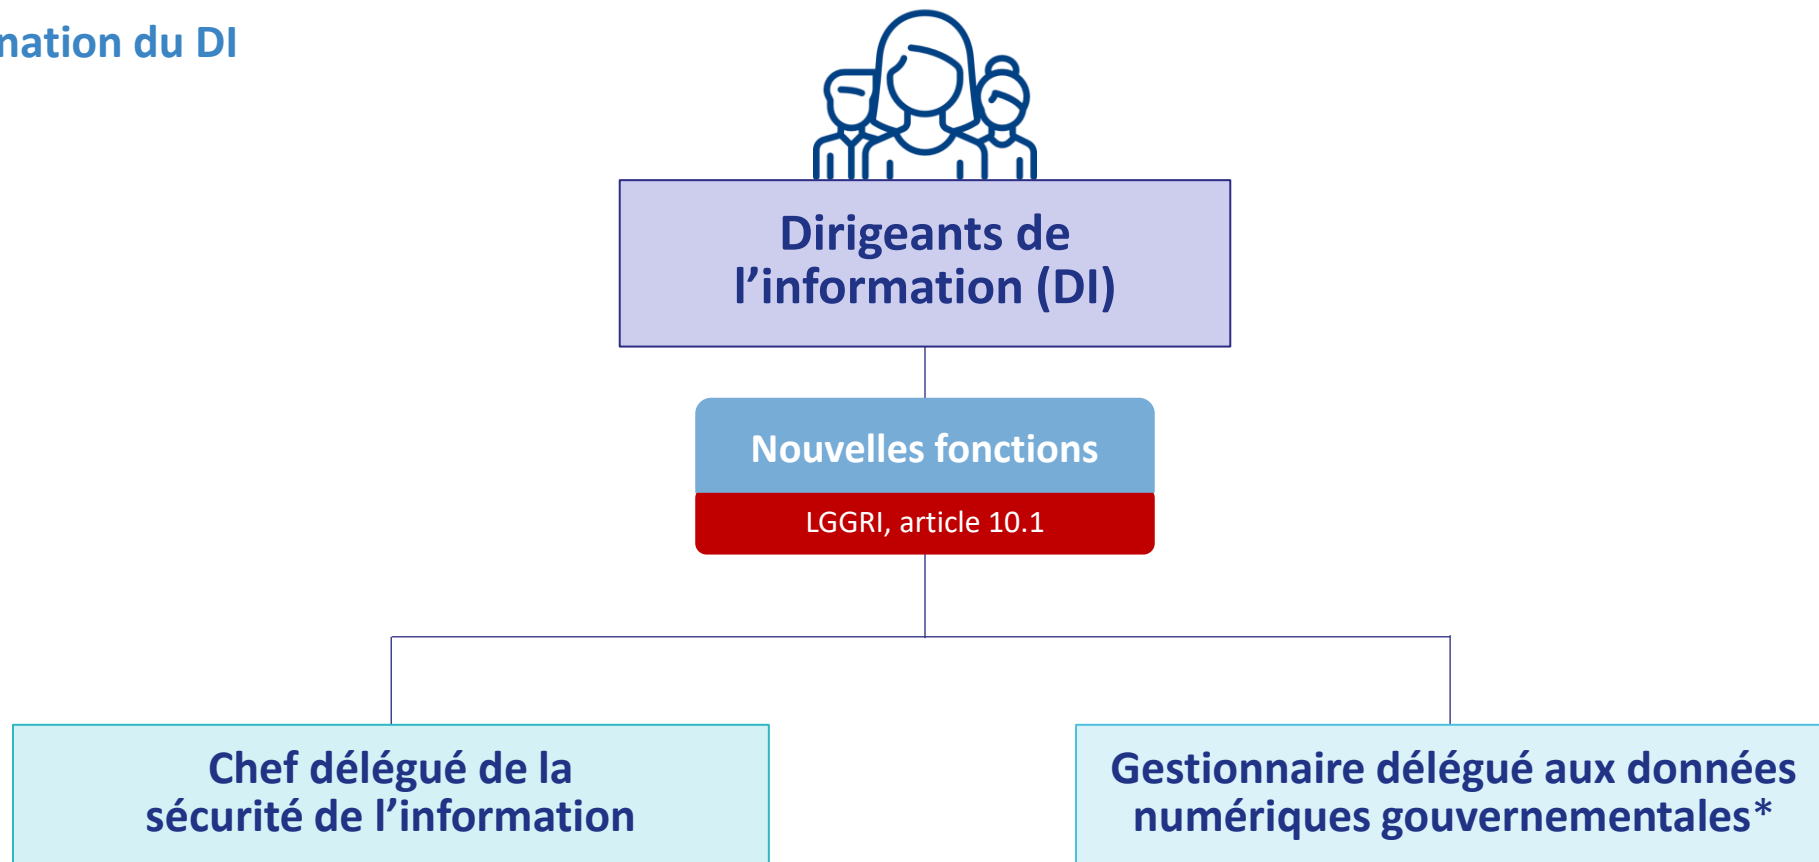 nation du DI
Dirigeants de
l’information (DI)
Nouvelles fonctions
LGGRI, article 10.1
Chef délégué de la
sécurité de l’information
Gestionnaire délégué aux données
numériques gouvernementales*